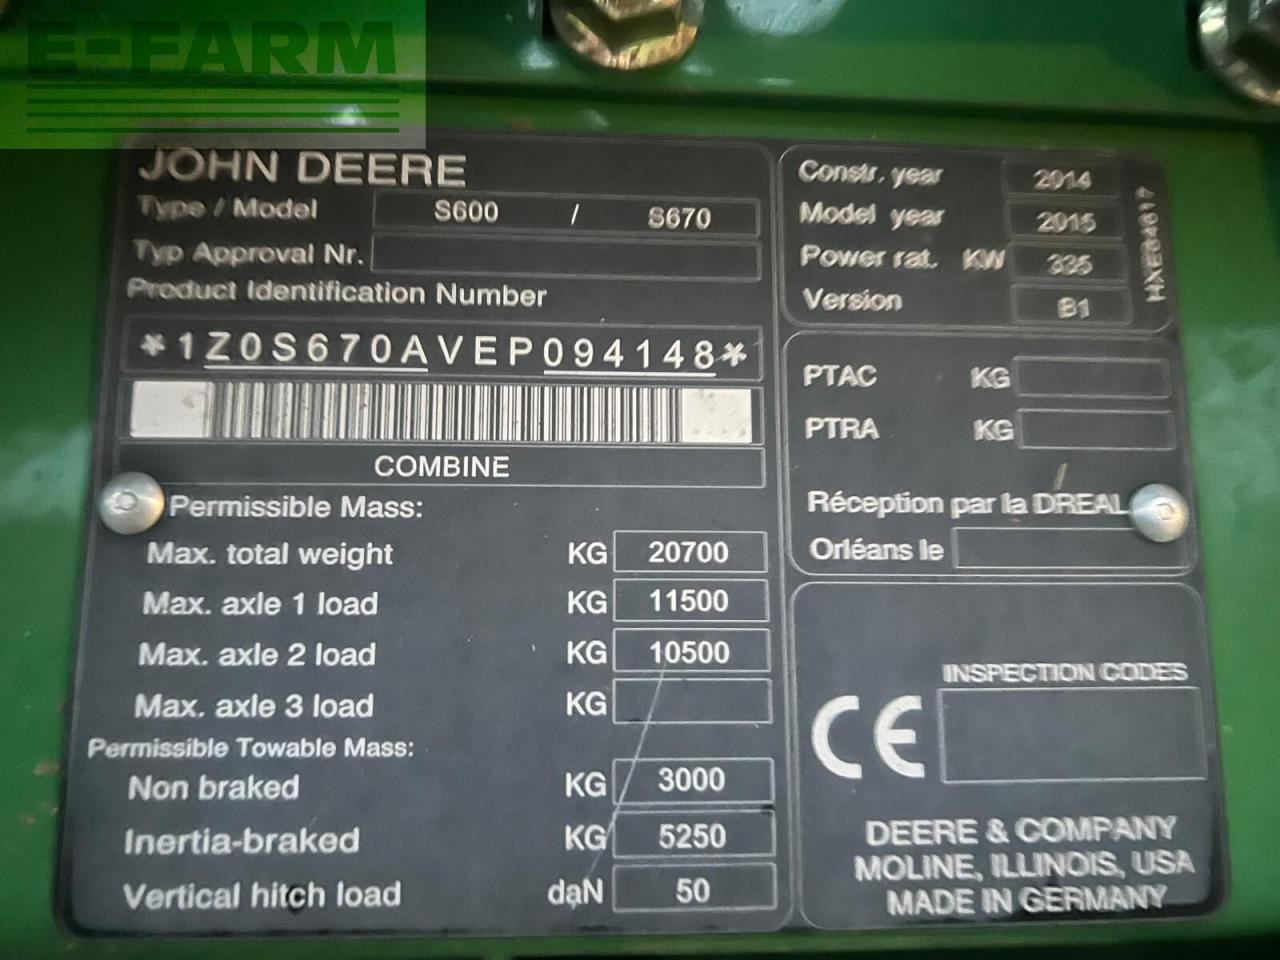 E-FARM
JOHN DEERE
Type / Model S600 / S670
Typ Approval Nr.
Product Identification Number
*1Z0S670AVEP094148*
COMBINE
Permissible Mass:
Max. total weight KG 20700
Max. axle 1 load KG 11500
Max. axle 2 load KG 10500
Max. axle 3 load KG
Permissible Towable Mass:
Non braked KG 3000
Inertia-braked KG 5250
Vertical hitch load daN 50
Constr. year 2014
Model year 2015
Power rat. KW 335
Version B1
HXE84617
PTAC KG
PTRA KG
Réception par la DREAL
Orléans le
INSPECTION CODES
CE
DEERE & COMPANY
MOLINE, ILLINOIS, USA
MADE IN GERMANY